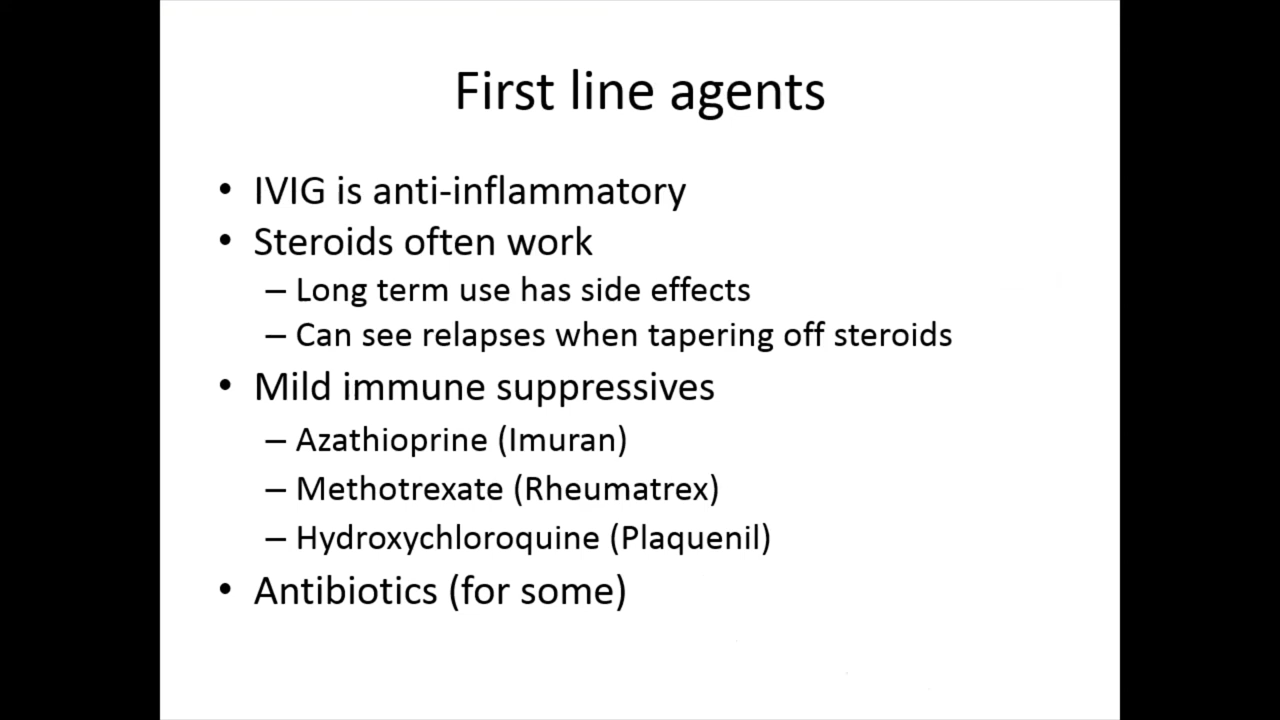 First line agents
• IVIG is anti-inflammatory
• Steroids often work
– Long term use has side effects
– Can see relapses when tapering off steroids
• Mild immune suppressives
– Azathioprine (Imuran)
– Methotrexate (Rheumatrex)
– Hydroxychloroquine (Plaquenil)
• Antibiotics (for some)